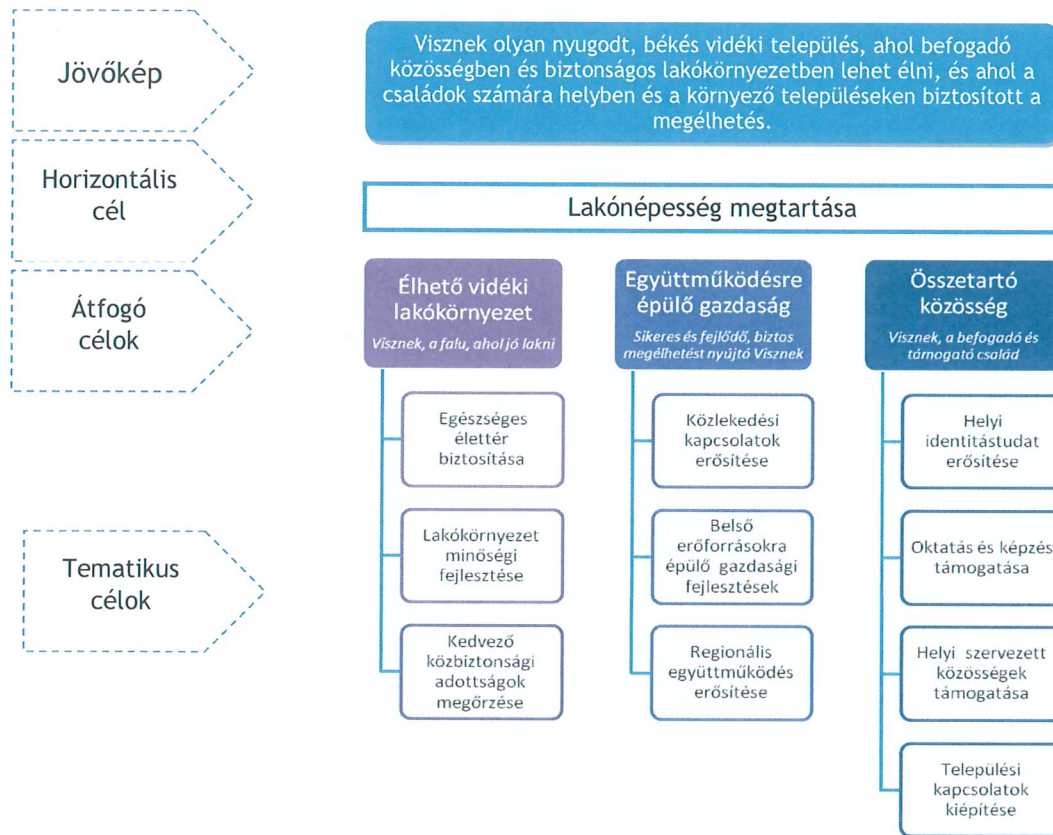 Jövőkép
Visznek olyan nyugodt, békés vidéki település, ahol befogadó
közösségben és biztonságos lakókörnyezetben lehet élni, és ahol a
családok számára helyben és a környező településeken biztosított a
megélhetés.
Horizontális
cél
Lakónépesség megtartása
Átfogó
célok
Élhető vidéki
lakókörnyezet
Visznek, a falu, ahol jó lakni
Együttműködésre
épülő gazdaság
Sikeres és fejlődő, biztos
megélhetést nyújtó Visznek
Összetartó
közösség
Visznek, a befogadó és
támogató család
Tematikus
célok
Egészséges
élettér
biztosítása
Lakókörnyezet
minőségi
fejlesztése
Kedvező
közbiztonsági
adottságok
megőrzése
Közlekedési
kapcsolatok
erősítése
Belső
erőforrásokra
épülő gazdasági
fejlesztések
Regionális
együttműködés
erősítése
Helyi
identitástudat
erősítése
Oktatás és képzés
támogatása
Helyi szervezett
közösségek
támogatása
Települési
kapcsolatok
kiépítése